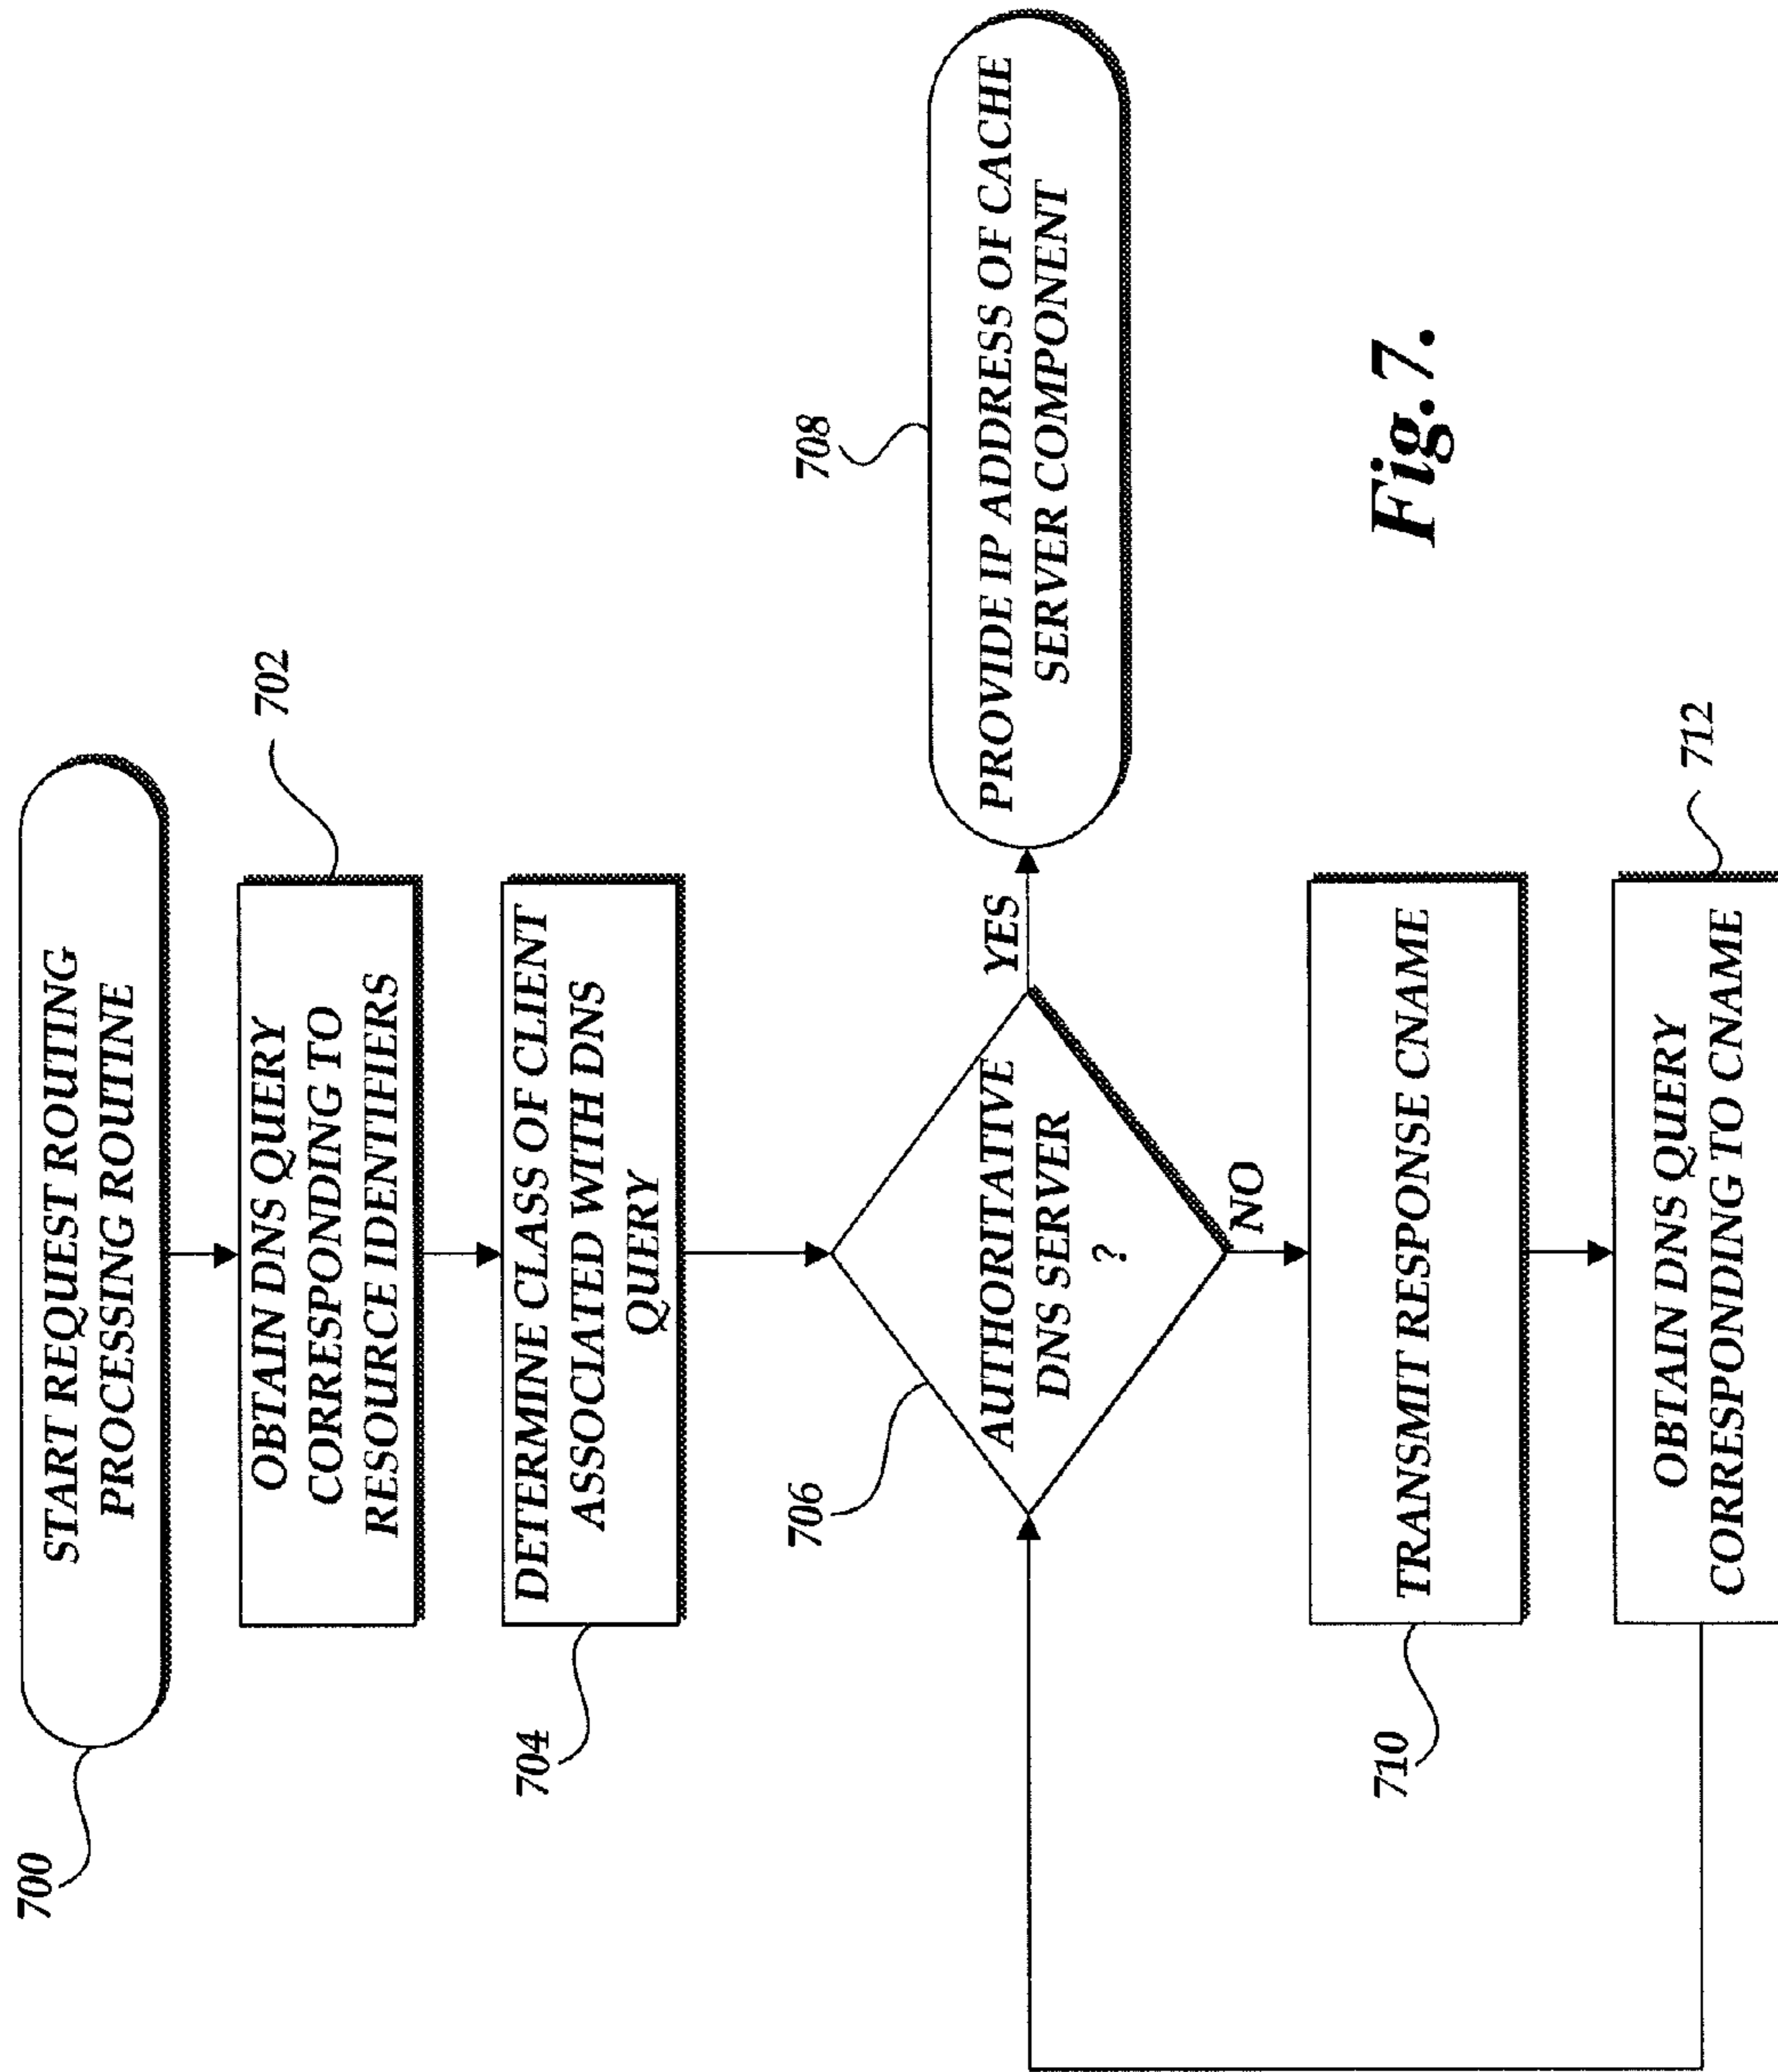 700
START REQUEST ROUTING
PROCESSING ROUTINE
702
OBTAIN DNS QUERY
CORRESPONDING TO
RESOURCE IDENTIFIERS
704
DETERMINE CLASS OF CLIENT
ASSOCIATED WITH DNS
QUERY
706
AUTHORITATIVE
DNS SERVER
?
YES
708
PROVIDE IP ADDRESS OF CACHE
SERVER COMPONENT
NO
710
TRANSMIT RESPONSE CNAME
712
OBTAIN DNS QUERY
CORRESPONDING TO CNAME
Fig.7.